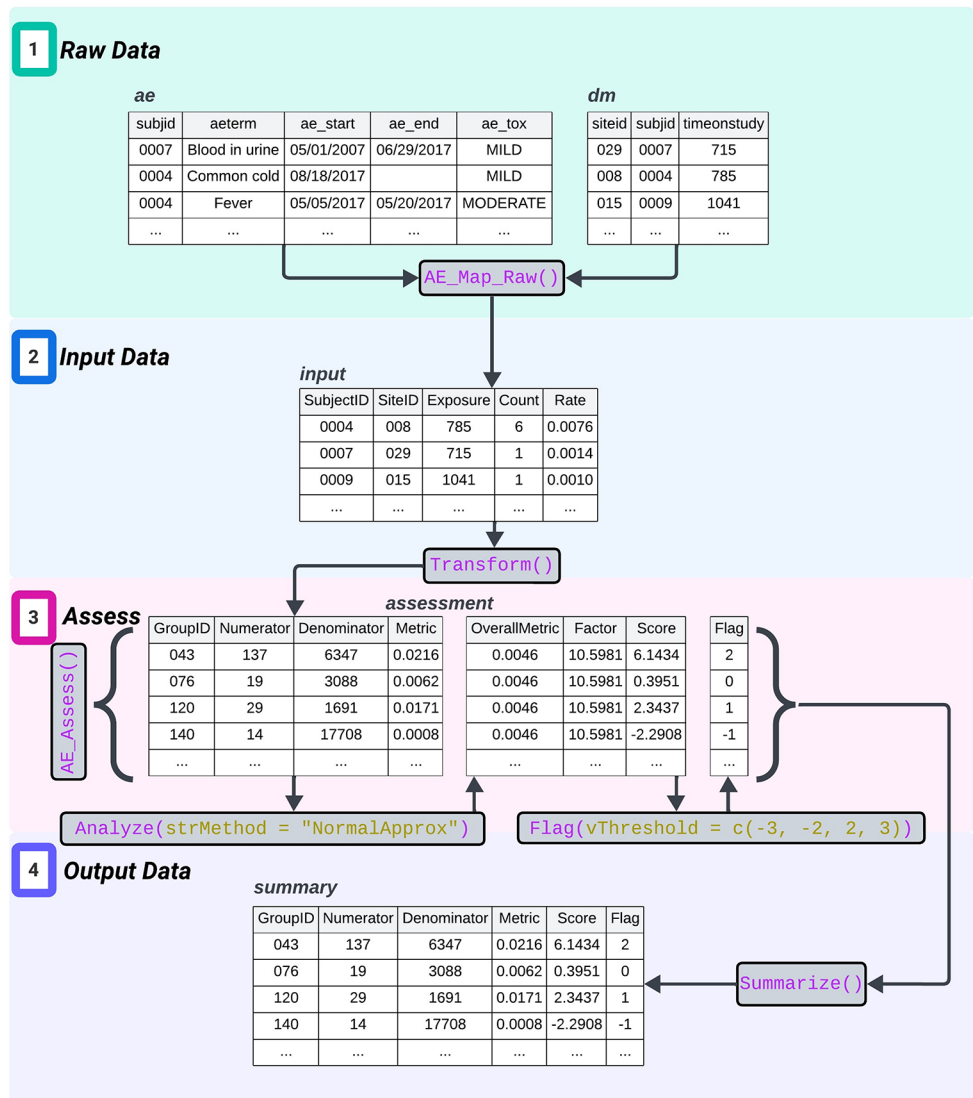 1 Raw Data
ae
subjid aeterm ae_start ae_end ae_tox
0007 Blood in urine 05/01/2007 06/29/2017 MILD
0004 Common cold 08/18/2017 MILD
0004 Fever 05/05/2017 05/20/2017 MODERATE
... ... ... ... ...
dm
siteid subjid timeonstudy
029 0007 715
008 0004 785
015 0009 1041
... ... ...
AE_Map_Raw()
2 Input Data
input
SubjectID SiteID Exposure Count Rate
0004 008 785 6 0.0076
0007 029 715 1 0.0014
0009 015 1041 1 0.0010
... ... ... ... ...
Transform()
3 Assess
assessment
AE_Assess()
GroupID Numerator Denominator Metric OverallMetric Factor Score Flag
043 137 6347 0.0216 0.0046 10.5981 6.1434 2
076 19 3088 0.0062 0.0046 10.5981 0.3951 0
120 29 1691 0.0171 0.0046 10.5981 2.3437 1
140 14 17708 0.0008 0.0046 10.5981 -2.2908 -1
... ... ... ... ... ... ... ...
Analyze(strMethod = "NormalApprox")
Flag(vThreshold = c(-3, -2, 2, 3))
4 Output Data
summary
GroupID Numerator Denominator Metric Score Flag
043 137 6347 0.0216 6.1434 2
076 19 3088 0.0062 0.3951 0
120 29 1691 0.0171 2.3437 1
140 14 17708 0.0008 -2.2908 -1
... ... ... ... ... ...
Summarize()